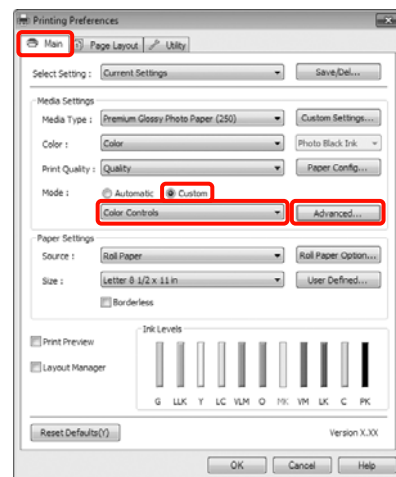 Printing Preferences
Main Page Layout Utility
Select Setting : Current Settings Save/Del...
Media Settings
Media Type : Premium Glossy Photo Paper (250) Custom Settings...
Color : Color Photo Black Ink
Print Quality : Quality Paper Config...
Mode : Automatic Custom
Color Controls Advanced...
Paper Settings
Source : Roll Paper Roll Paper Option...
Size : Letter 8 1/2 x 11 in User Defined...
Borderless
Ink Levels
Print Preview
Layout Manager
G LLK Y LC VLM O MK VM LK C PK
Reset Defaults(Y) Version X.XX
OK Cancel Help